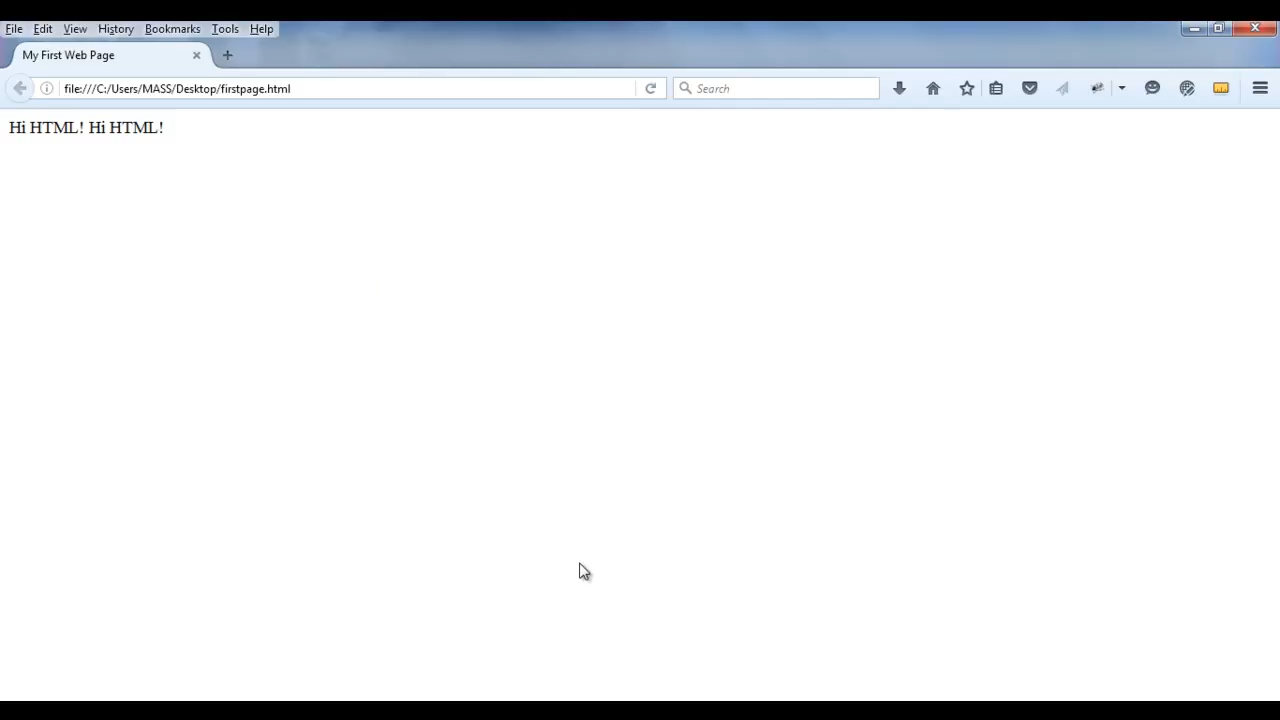 File Edit View History Bookmarks Tools Help
My First Web Page
file:///C:/Users/MASS/Desktop/firstpage.html Search
Hi HTML! Hi HTML!